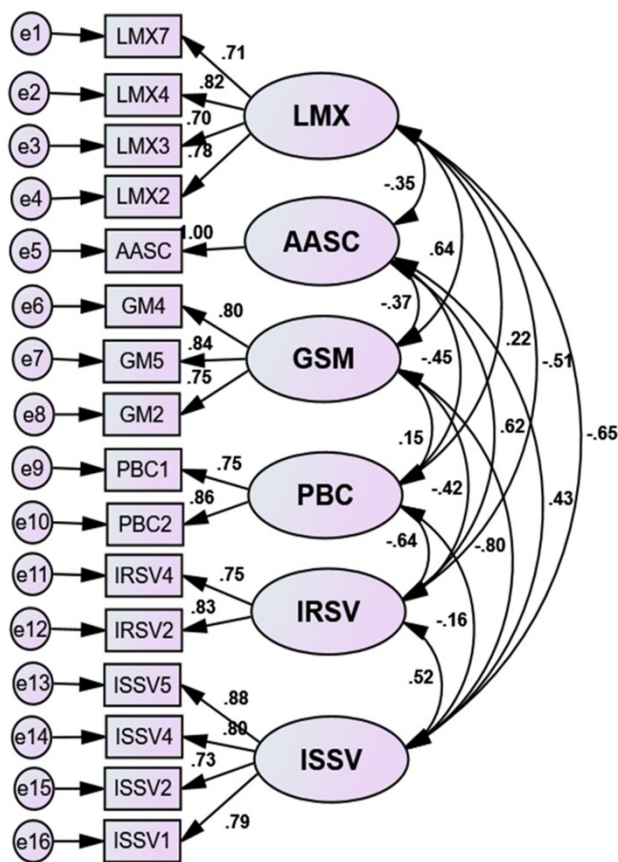 e1 LMX7 .71
e2 LMX4 .82 LMX
e3 LMX3 .70
e4 LMX2 .78
-.35
e5 AASC 1.00 AASC .64
e6 GM4 .80 -.37
e7 GM5 .84 GSM -.45 .22 -.51
e8 GM2 .75
.15 .62 -.65
e9 PBC1 .75
e10 PBC2 .86 PBC -.42 .43
e11 IRSV4 .75 -.64 -.80
e12 IRSV2 .83 IRSV -.16
e13 ISSV5 .88 .52
e14 ISSV4 .80
e15 ISSV2 .73 ISSV
e16 ISSV1 .79